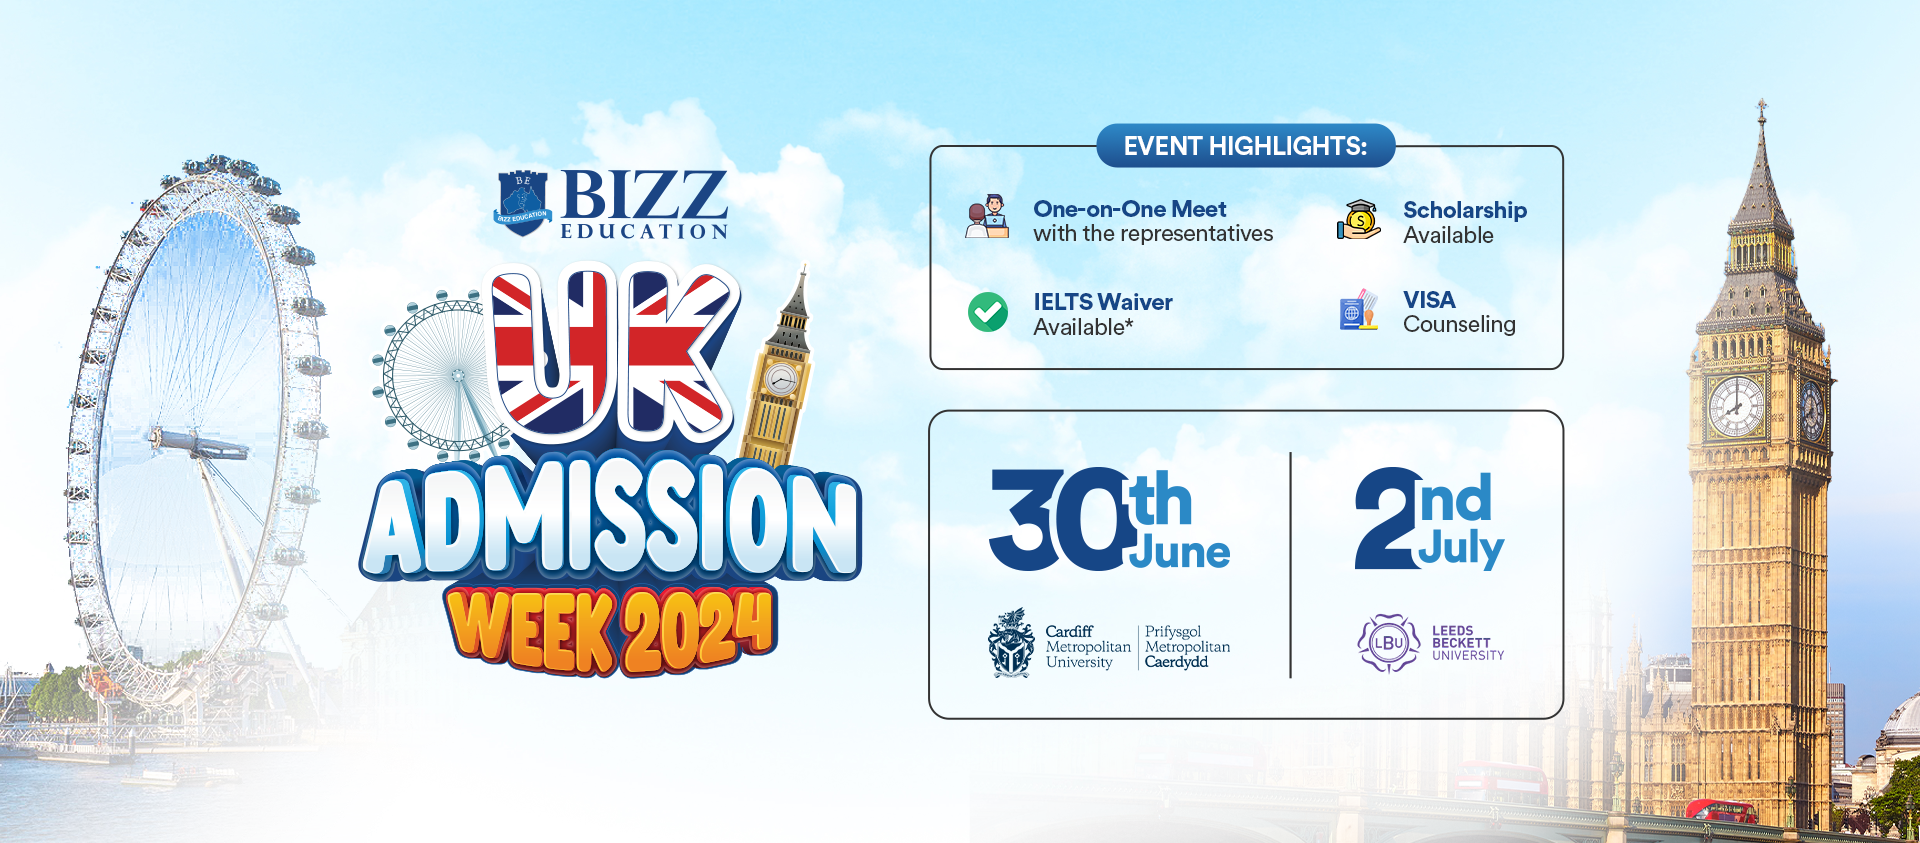 BE
BIZZ EDUCATION
BIZZ
EDUCATION
UK
ADMISSION
WEEK 2024
EVENT HIGHLIGHTS:
One-on-One Meet
with the representatives
Scholarship
Available
IELTS Waiver
Available*
VISA
Counseling
30th
June
Cardiff
Metropolitan
University
Prifysgol
Metropolitan
Caerdydd
2nd
July
LBU
LEEDS
BECKETT
UNIVERSITY